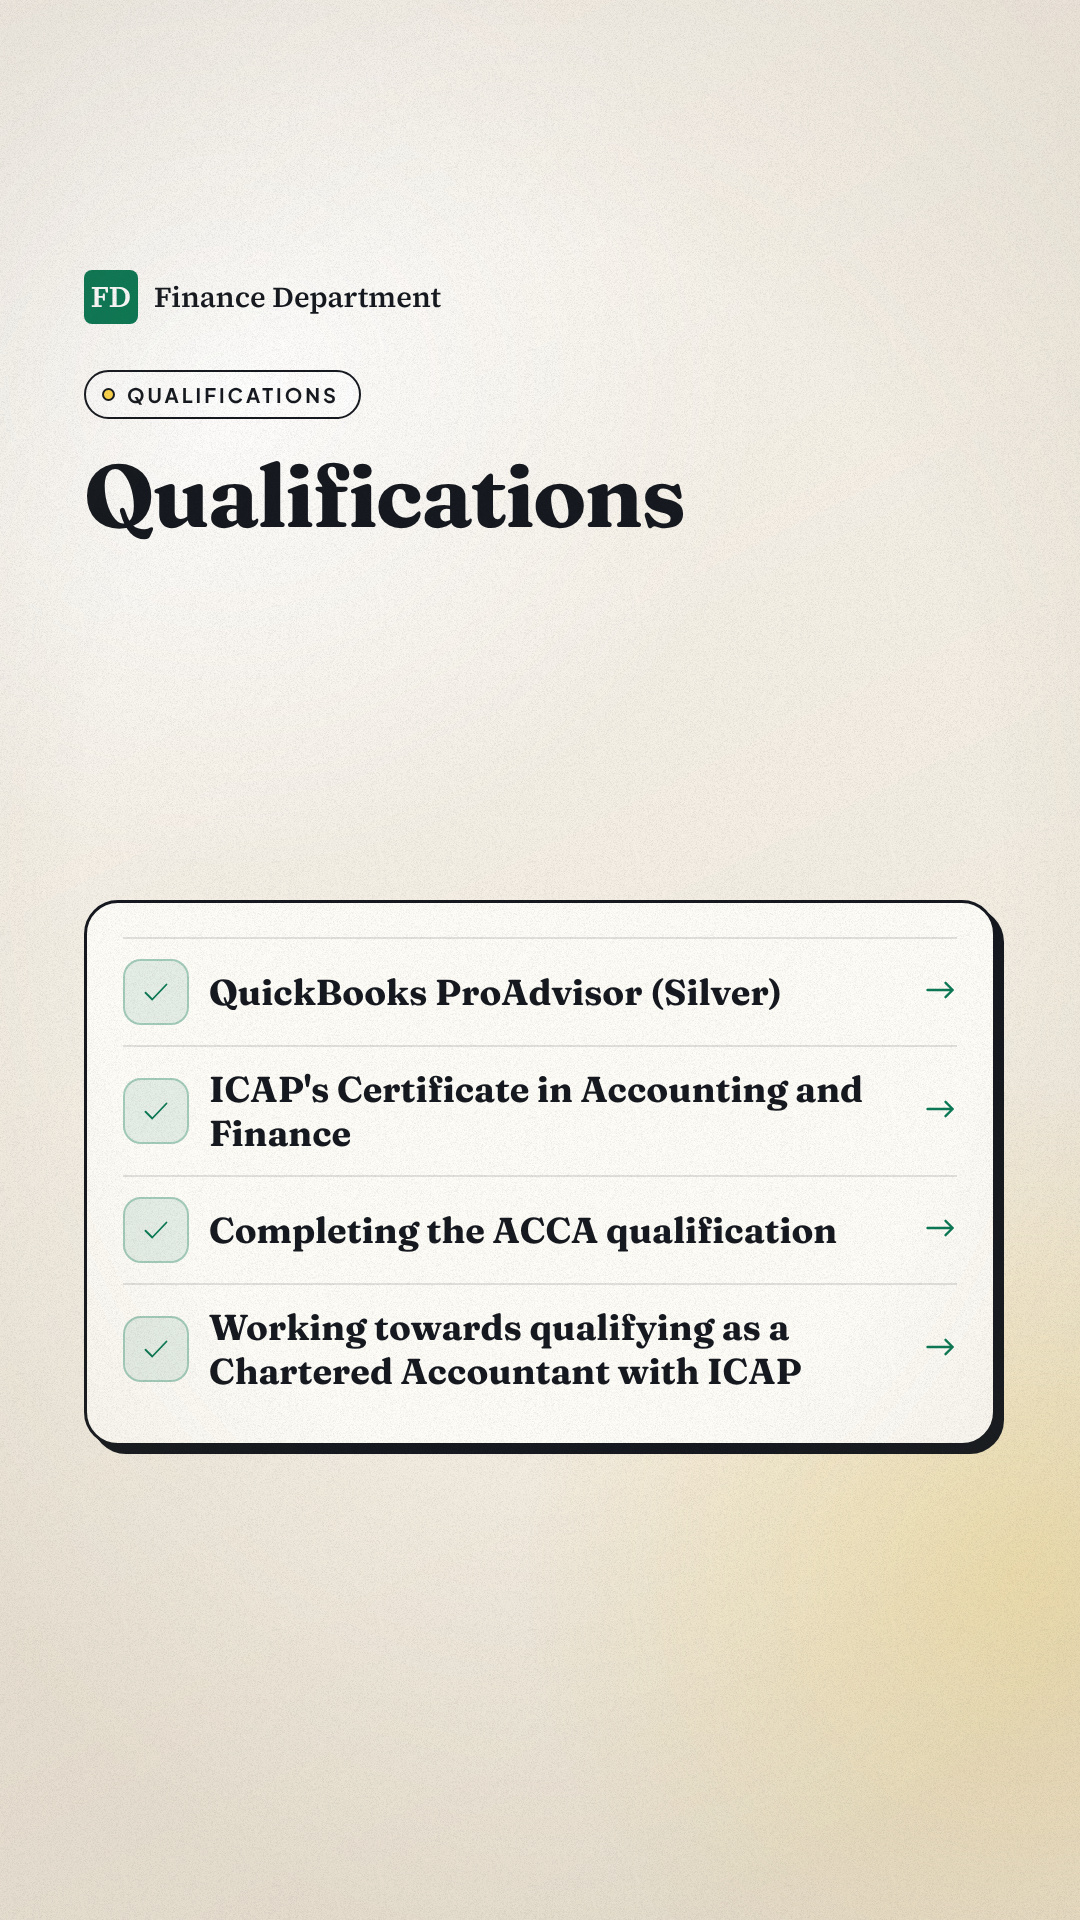 FD Finance Department
QUALIFICATIONS
Qualifications
QuickBooks ProAdvisor (Silver)
ICAP's Certificate in Accounting and
Finance
Completing the ACCA qualification
Working towards qualifying as a
Chartered Accountant with ICAP